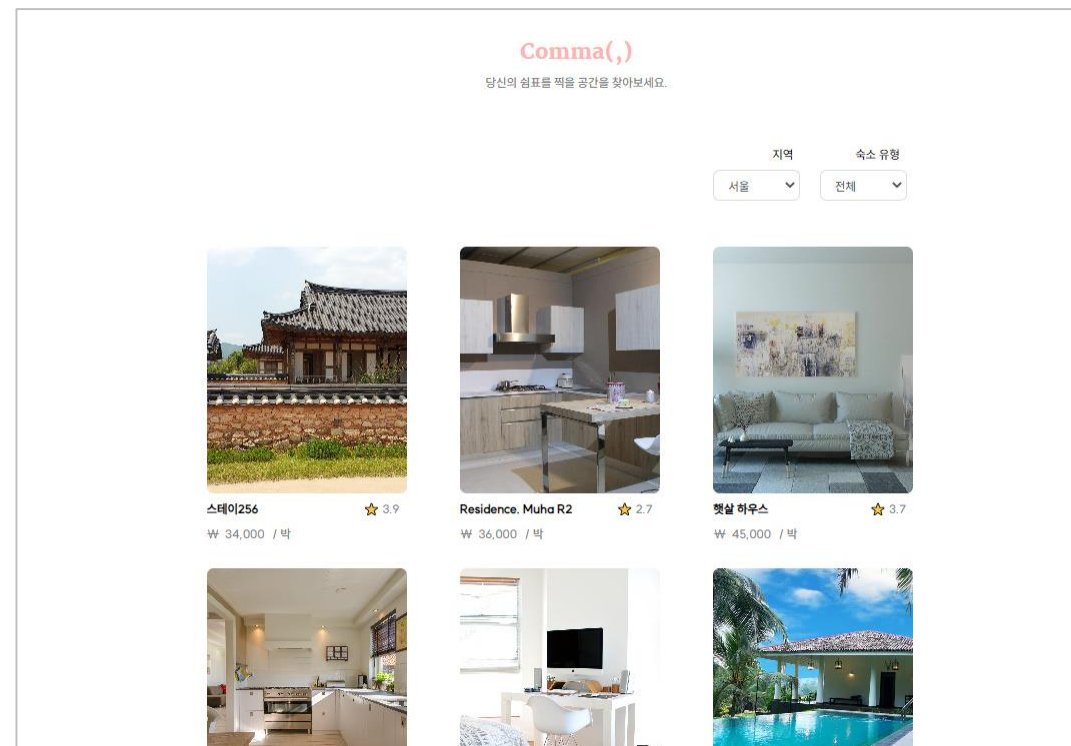 Comma(,)
당신의 쉼표를 찍을 공간을 찾아보세요.
지역 숙소 유형
서울 전체
스테이256 3.9
₩ 34,000 / 박
Residence. Muha R2 2.7
₩ 36,000 / 박
햇살 하우스 3.7
₩ 45,000 / 박